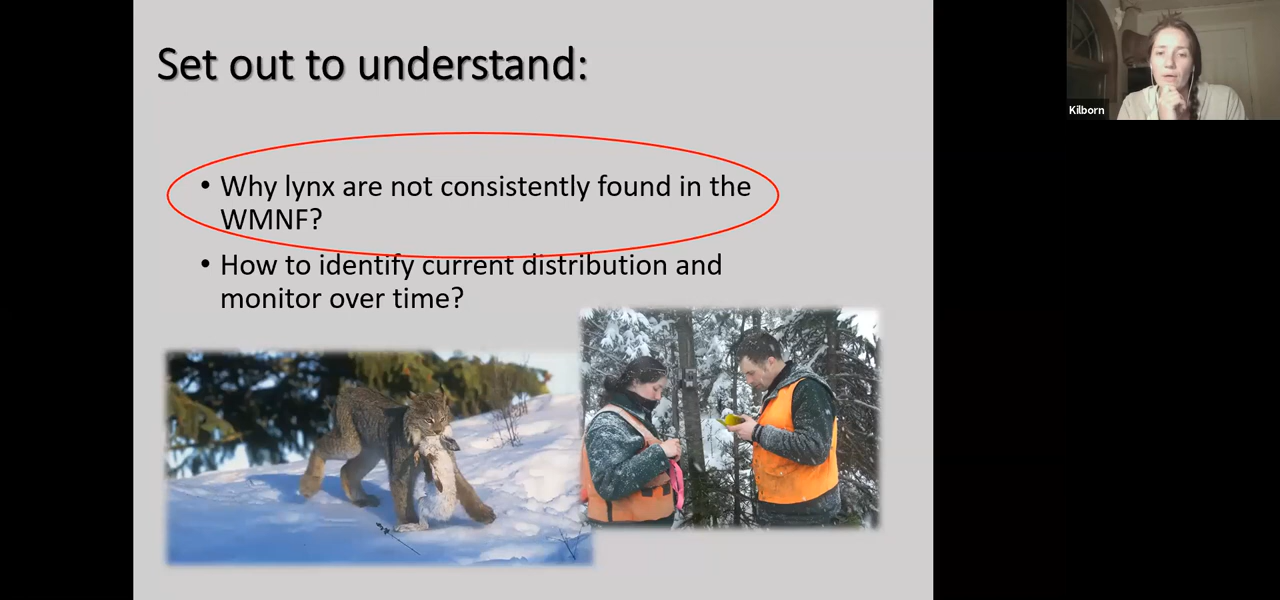 Set out to understand:
Kilborn
• Why lynx are not consistently found in the
WMNF?
• How to identify current distribution and
monitor over time?